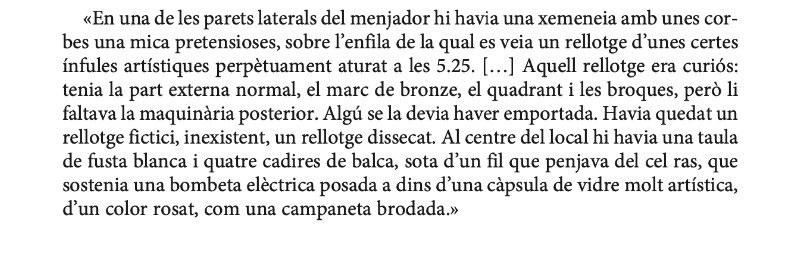 «En una de les parets laterals del menjador hi havia una xemeneia amb unes cor-
bes una mica pretensioses, sobre l’enfila de la qual es veia un rellotge d’unes certes
ínfules artístiques perpètuament aturat a les 5.25. […] Aquell rellotge era curiós:
tenia la part externa normal, el marc de bronze, el quadrant i les broques, però li
faltava la maquinària posterior. Algú se la devia haver emportada. Havia quedat un
rellotge fictici, inexistent, un rellotge dissecat. Al centre del local hi havia una taula
de fusta blanca i quatre cadires de balca, sota d’un fil que penjava del cel ras, que
sostenia una bombeta elèctrica posada a dins d’una càpsula de vidre molt artística,
d’un color rosat, com una campaneta brodada.»